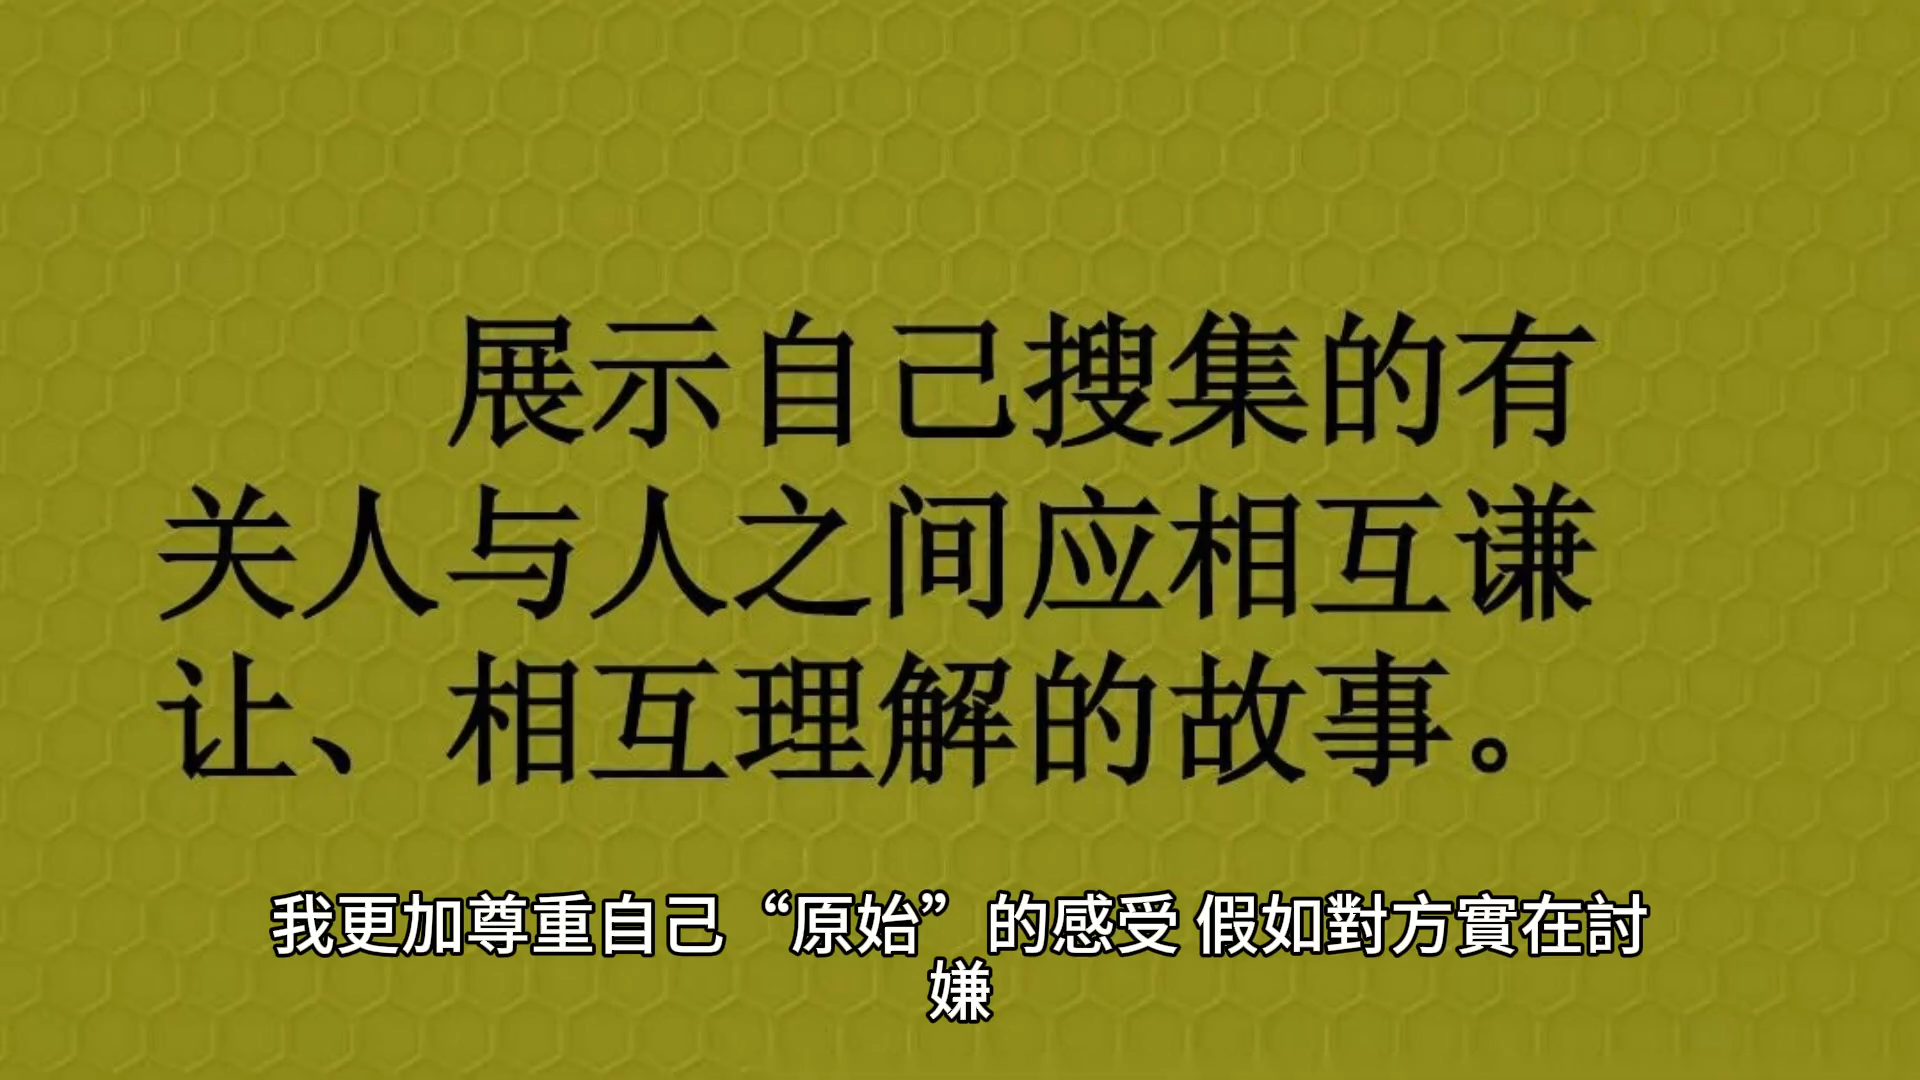 展示自己搜集的有
关人与人之间应相互谦
让、相互理解的故事。
我更加尊重自己“原始”的感受 假如對方實在討
嫌